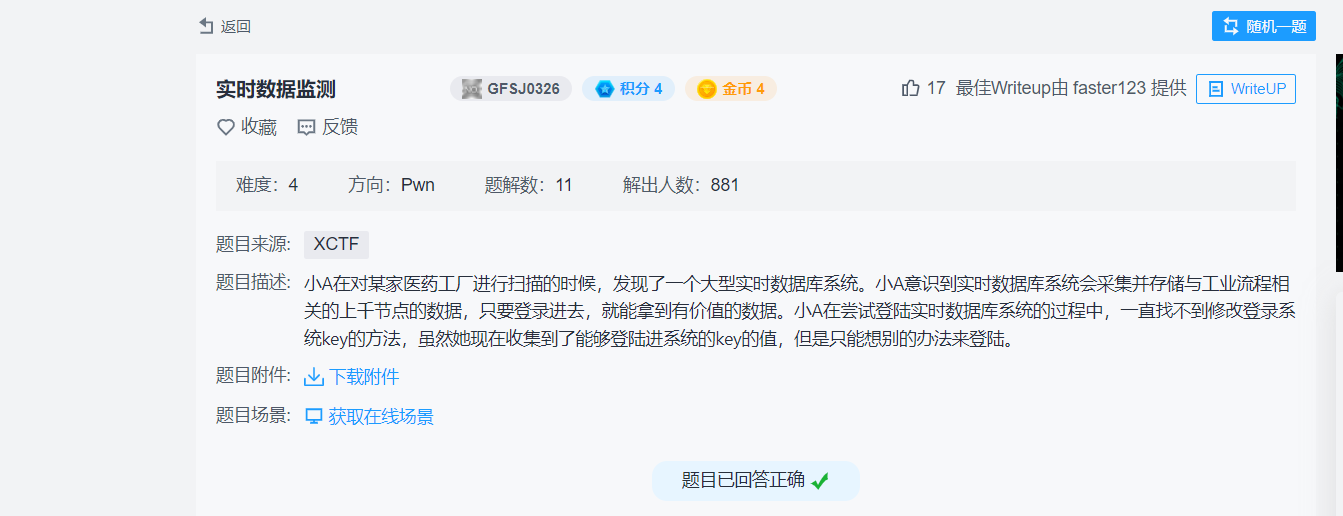 返回
随机一题
实时数据监测 GFSJ0326 积分 4 金币 4 17 最佳Writeup由 faster123 提供 WriteUP
收藏 反馈
难度：4 方向：Pwn 题解数：11 解出人数：881
题目来源: XCTF
题目描述: 小A在对某家医药工厂进行扫描的时候，发现了一个大型实时数据库系统。小A意识到实时数据库系统会采集并存储与工业流程相
关的上千节点的数据，只要登录进去，就能拿到有价值的数据。小A在尝试登陆实时数据库系统的过程中，一直找不到修改登录系
统key的方法，虽然她现在收集到了能够登陆进系统的key的值，但是只能想别的办法来登陆。
题目附件: 下载附件
题目场景: 获取在线场景
题目已回答正确